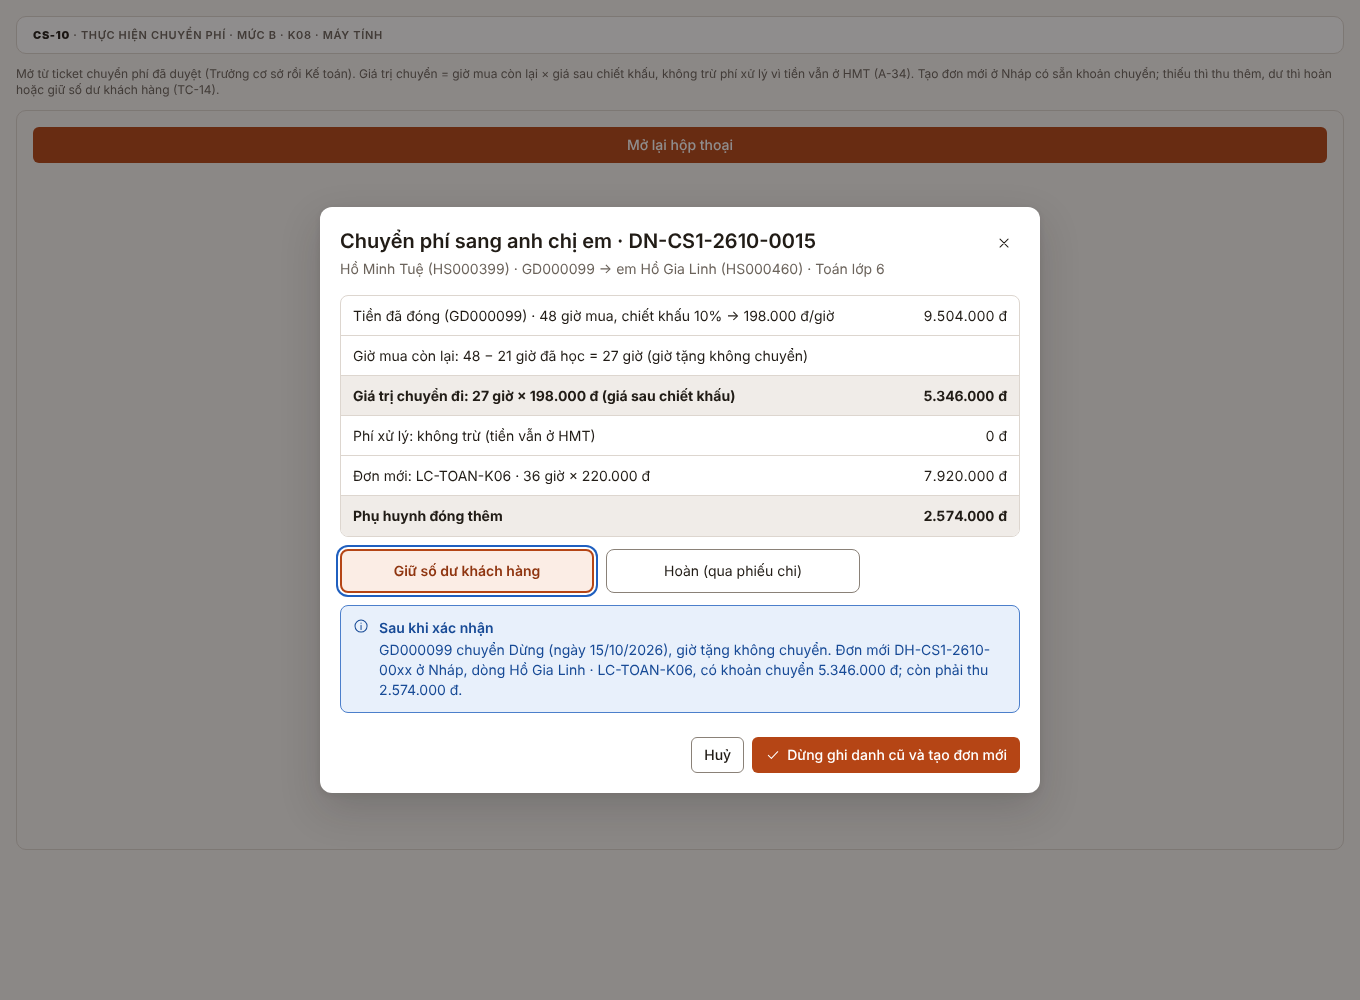 CS-10 · THỰC HIỆN CHUYỂN PHÍ · MỨC B · K08 · MÁY TÍNH
Mở từ ticket chuyển phí đã duyệt (Trưởng cơ sở rồi Kế toán). Giá trị chuyển = giờ mua còn lại × giá sau chiết khấu, không trừ phí xử lý vì tiền vẫn ở HMT (A-34). Tạo đơn mới ở Nháp có sẵn khoản chuyển; thiếu thì thu thêm, dư thì hoàn
hoặc giữ số dư khách hàng (TC-14).
Mở lại hộp thoại
Chuyển phí sang anh chị em · DN-CS1-2610-0015
Hồ Minh Tuệ (HS000399) · GD000099 → em Hồ Gia Linh (HS000460) · Toán lớp 6
Tiền đã đóng (GD000099) · 48 giờ mua, chiết khấu 10% → 198.000 đ/giờ 9.504.000 đ
Giờ mua còn lại: 48 − 21 giờ đã học = 27 giờ (giờ tặng không chuyển)
Giá trị chuyển đi: 27 giờ × 198.000 đ (giá sau chiết khấu) 5.346.000 đ
Phí xử lý: không trừ (tiền vẫn ở HMT) 0 đ
Đơn mới: LC-TOAN-K06 · 36 giờ × 220.000 đ 7.920.000 đ
Phụ huynh đóng thêm 2.574.000 đ
Giữ số dư khách hàng Hoàn (qua phiếu chi)
Sau khi xác nhận
GD000099 chuyển Dừng (ngày 15/10/2026), giờ tặng không chuyển. Đơn mới DH-CS1-2610-
00xx ở Nháp, dòng Hồ Gia Linh · LC-TOAN-K06, có khoản chuyển 5.346.000 đ; còn phải thu
2.574.000 đ.
Huỷ Dừng ghi danh cũ và tạo đơn mới